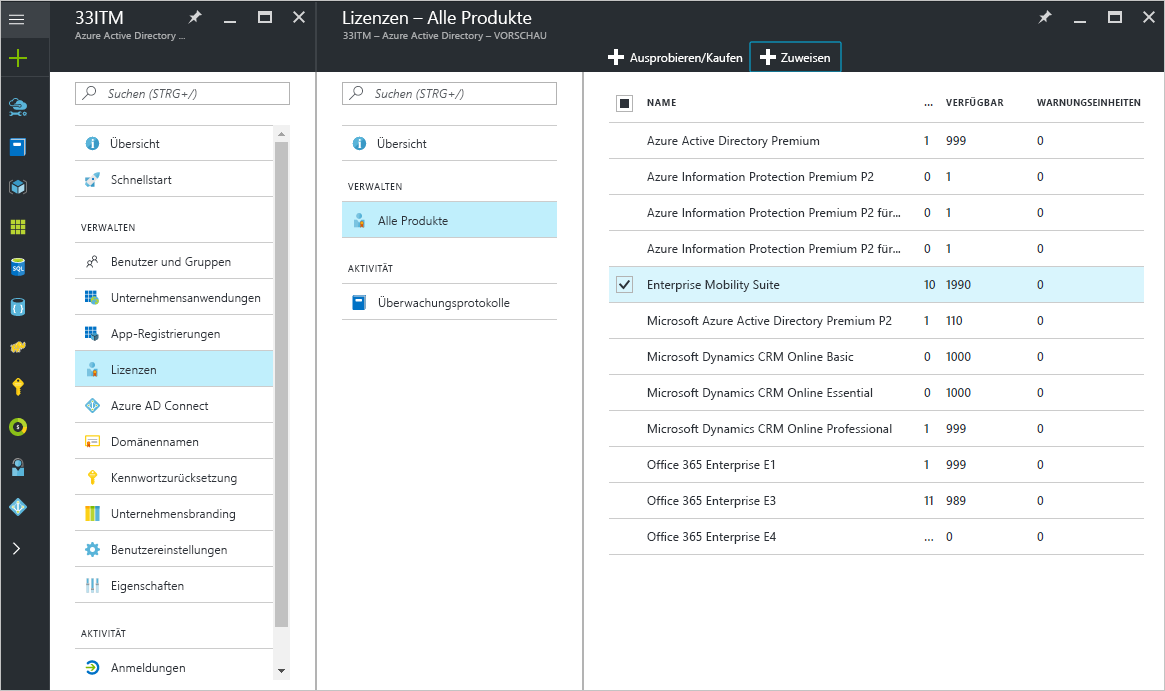 33ITM
Azure Active Directory ...
Suchen (STRG+/)
Übersicht
Schnellstart
VERWALTEN
Benutzer und Gruppen
Unternehmensanwendungen
App-Registrierungen
Lizenzen
Azure AD Connect
Domänennamen
Kennwortzurücksetzung
Unternehmensbranding
Benutzereinstellungen
Eigenschaften
AKTIVITÄT
Anmeldungen
Lizenzen – Alle Produkte
33ITM – Azure Active Directory – VORSCHAU
Suchen (STRG+/)
Übersicht
VERWALTEN
Alle Produkte
AKTIVITÄT
Überwachungsprotokolle
Ausprobieren/Kaufen Zuweisen
NAME ... VERFÜGBAR WARNUNGSEINHEITEN
Azure Active Directory Premium 1 999 0
Azure Information Protection Premium P2 0 1 0
Azure Information Protection Premium P2 für... 0 1 0
Azure Information Protection Premium P2 für... 0 1 0
Enterprise Mobility Suite 10 1990 0
Microsoft Azure Active Directory Premium P2 1 110 0
Microsoft Dynamics CRM Online Basic 0 1000 0
Microsoft Dynamics CRM Online Essential 0 1000 0
Microsoft Dynamics CRM Online Professional 1 999 0
Office 365 Enterprise E1 1 999 0
Office 365 Enterprise E3 11 989 0
Office 365 Enterprise E4 ... 0 0
SQL